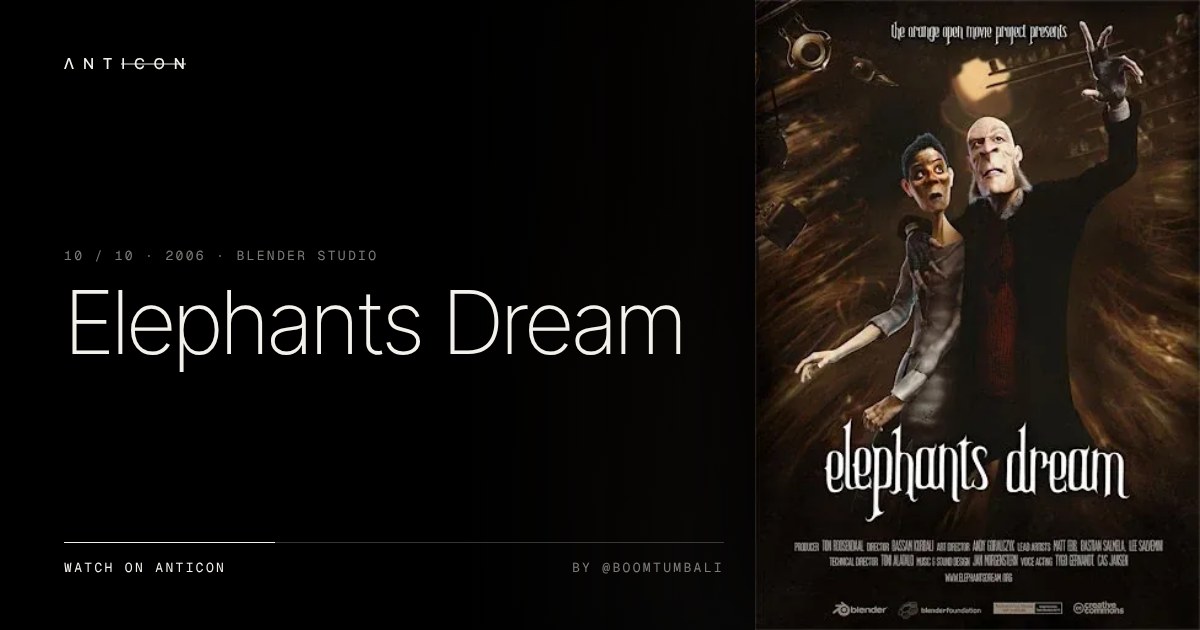 ANTICON
10 / 10 · 2006 · BLENDER STUDIO
Elephants Dream
WATCH ON ANTICON
BY @BOOMTUMBALI
the orange open movie project presents
elephants dream
PRODUCER TON ROOSENDAAL DIRECTOR BASSAM KURDALI ART DIRECTOR ANDY GORALCZYK LEAD ARTISTS MATT EBB, BASTIAN SALMELA, LEE SALVEMINI
TECHNICAL DIRECTOR TONI ALATALO MUSIC & SOUND DESIGN JAN MORGENSTERN VOICE ACTING TYGO GERNANDT, CAS JANSEN
WWW.ELEPHANTSDREAM.ORG
blender
blenderfoundation
creative commons